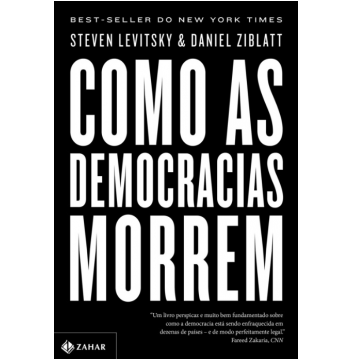 BEST-SELLER DO NEW YORK TIMES
STEVEN LEVITSKY & DANIEL ZIBLATT
COMO AS
DEMOCRACIAS
MORREM
"Um livro perspicaz e muito bem fundamentado sobre
como a democracia está sendo enfraquecida em
dezenas de países – e de modo perfeitamente legal."
Fareed Zakaria, CNN
ZAHAR